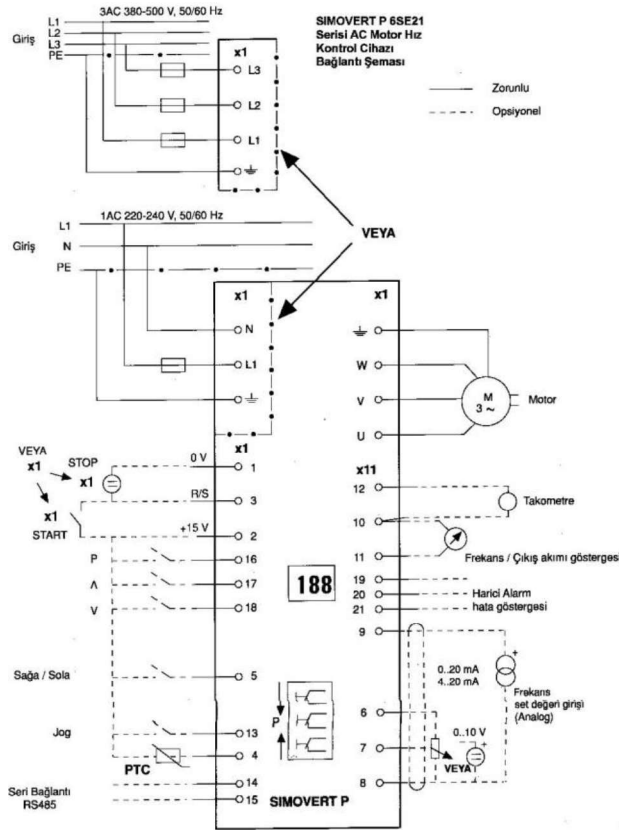 3AC 380-500 V, 50/60 Hz
SIMOVERT P 6SE21
Serisi AC Motor Hız
Kontrol Cihazı
Bağlantı Şeması
Giriş
L1
L2
L3
PE
x1
L3
L2
L1
Zorunlu
Opsiyonel
1AC 220-240 V, 50/60 Hz
Giriş
L1
N
PE
VEYA
x1
N
L1
x1
W
V
U
M
3 ~
Motor
VEYA
x1
STOP
x1
x1
START
0 V
R/S
+15 V
x1
1
3
2
P
16
Λ
17
V
18
Sağa / Sola
5
Jog
13
PTC
4
Seri Bağlantı
RS485
14
15
188
P
SIMOVERT P
x11
12
10
11
19
20
21
9
6
7
8
Takometre
Frekans / Çıkış akımı göstergesi
Harici Alarm
hata göstergesi
0..20 mA
4..20 mA
+
Frekans
set değeri girişi
(Analog)
0..10 V
+
VEYA